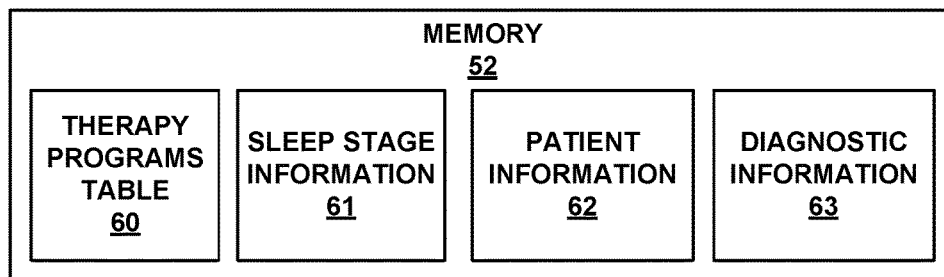 MEMORY
52
THERAPY
PROGRAMS
TABLE
60
SLEEP STAGE
INFORMATION
61
PATIENT
INFORMATION
62
DIAGNOSTIC
INFORMATION
63